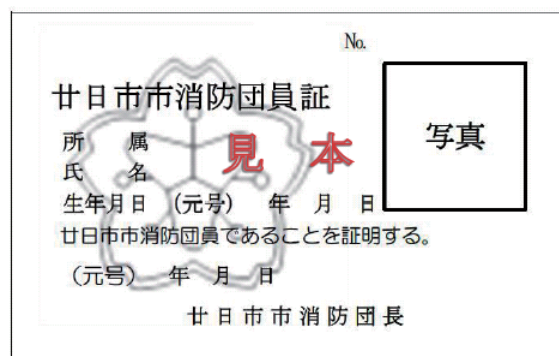 No.
廿日市市消防団員証
写真
所　属
見本
氏　名
生年月日　(元号)　年　月　日
廿日市市消防団員であることを証明する。
(元号)　年　月　日
廿日市市消防団長